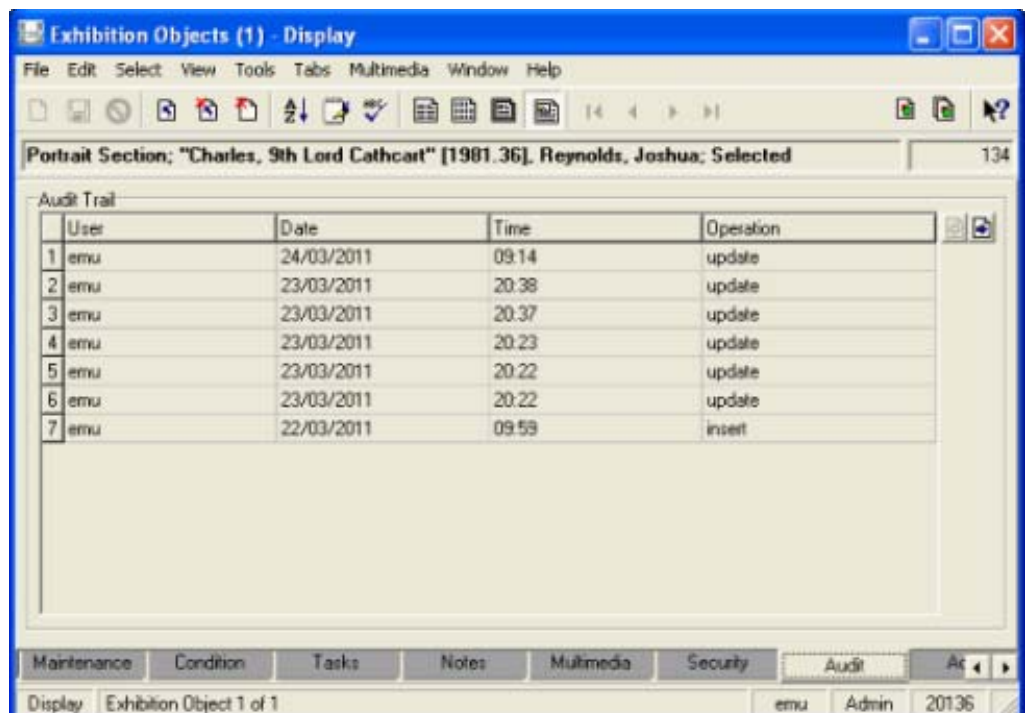 Exhibition Objects (1) - Display
File Edit Select View Tools Tabs Multimedia Window Help
Portrait Section; "Charles, 9th Lord Cathcart" [1981.36], Reynolds, Joshua; Selected 134
Audit Trail
User Date Time Operation
1 emu 24/03/2011 09:14 update
2 emu 23/03/2011 20:38 update
3 emu 23/03/2011 20:37 update
4 emu 23/03/2011 20:23 update
5 emu 23/03/2011 20:22 update
6 emu 23/03/2011 20:22 update
7 emu 22/03/2011 09:59 insert
Maintenance Condition Tasks Notes Multimedia Security Audit
Display Exhibition Object 1 of 1 emu Admin 20136